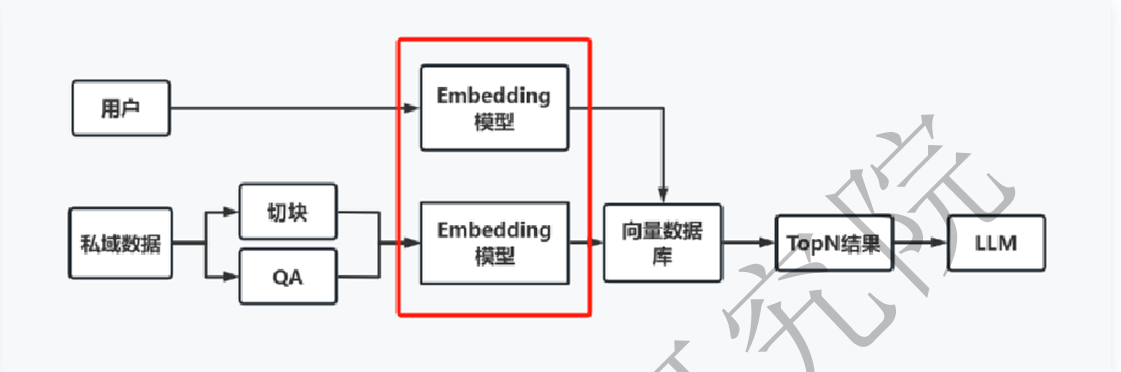 用户
Embedding
模型
私域数据
切块
QA
Embedding
模型
向量数据
库
TopN结果
LLM
究院